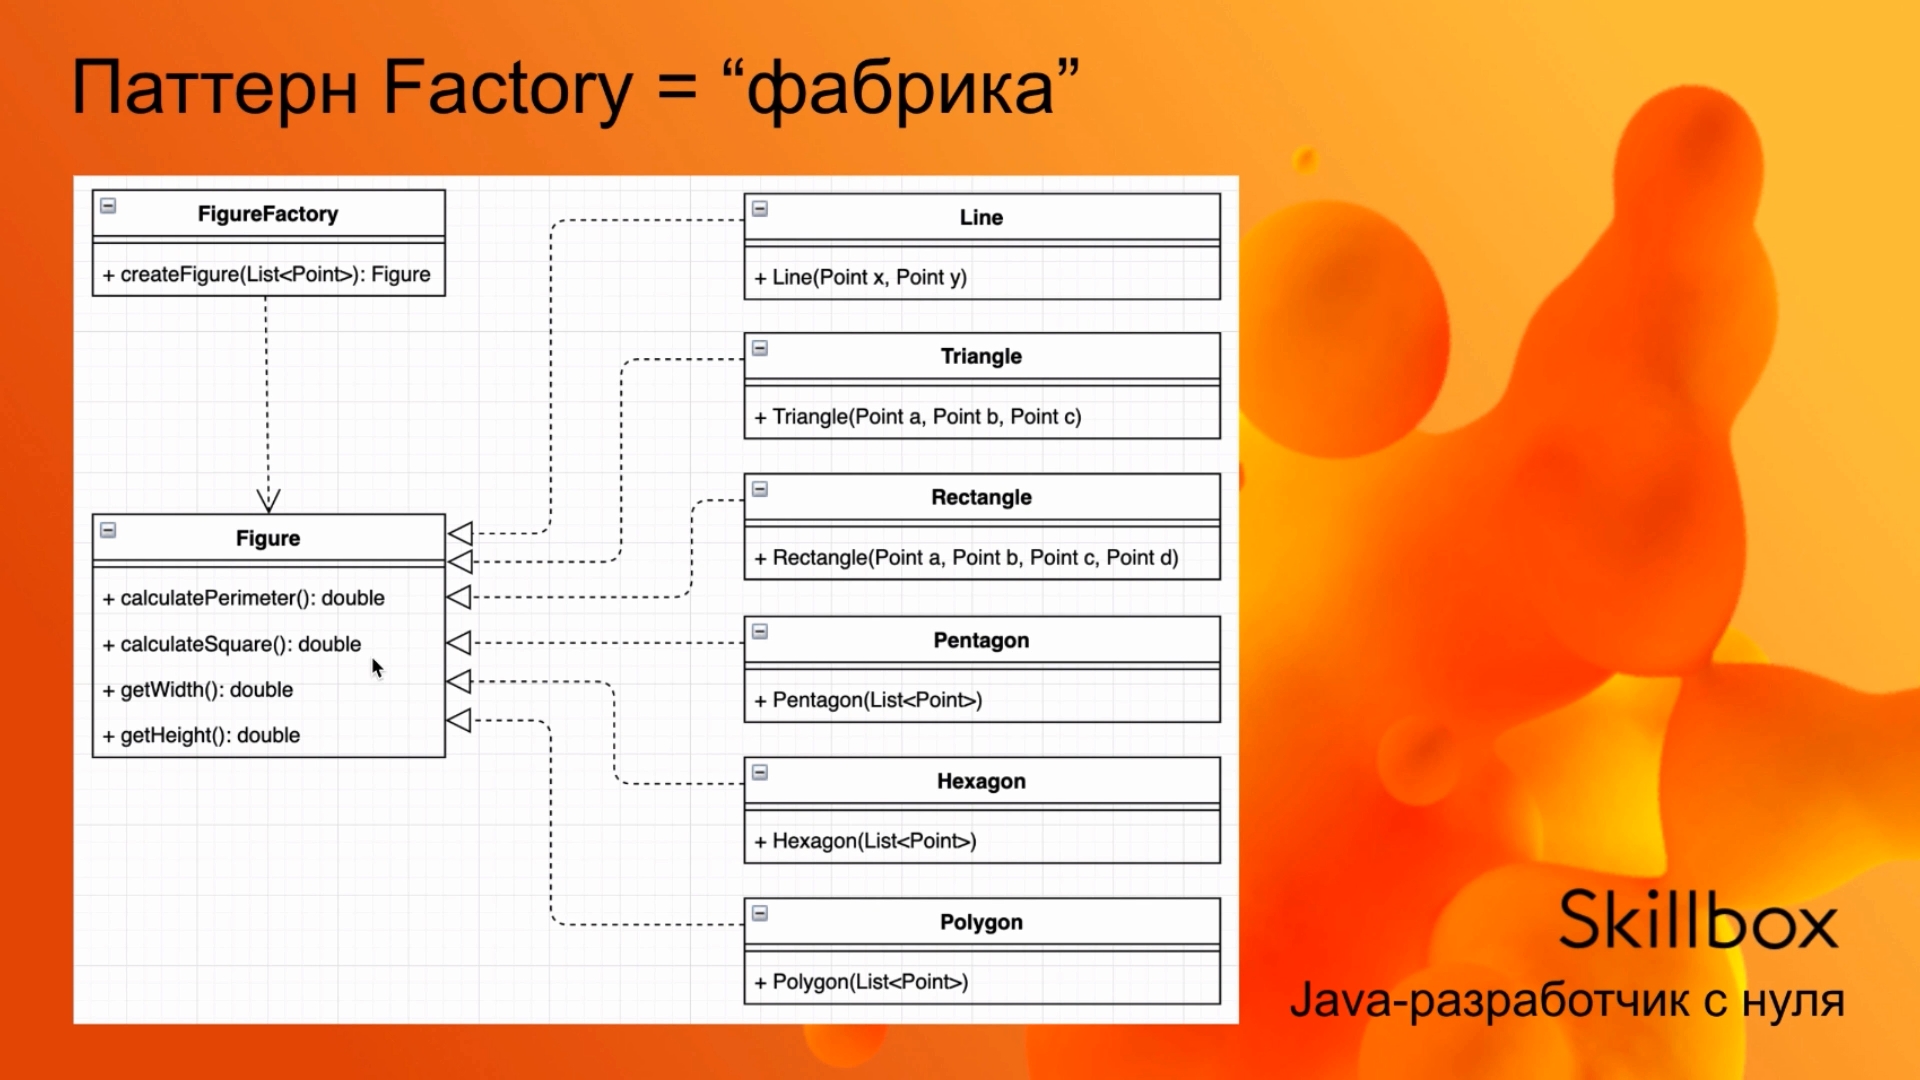 Паттерн Factory = “фабрика”
FigureFactory
+ createFigure(List<Point>): Figure
Figure
+ calculatePerimeter(): double
+ calculateSquare(): double
+ getWidth(): double
+ getHeight(): double
Line
+ Line(Point x, Point y)
Triangle
+ Triangle(Point a, Point b, Point c)
Rectangle
+ Rectangle(Point a, Point b, Point c, Point d)
Pentagon
+ Pentagon(List<Point>)
Hexagon
+ Hexagon(List<Point>)
Polygon
+ Polygon(List<Point>)
Skillbox
Java-разработчик с нуля